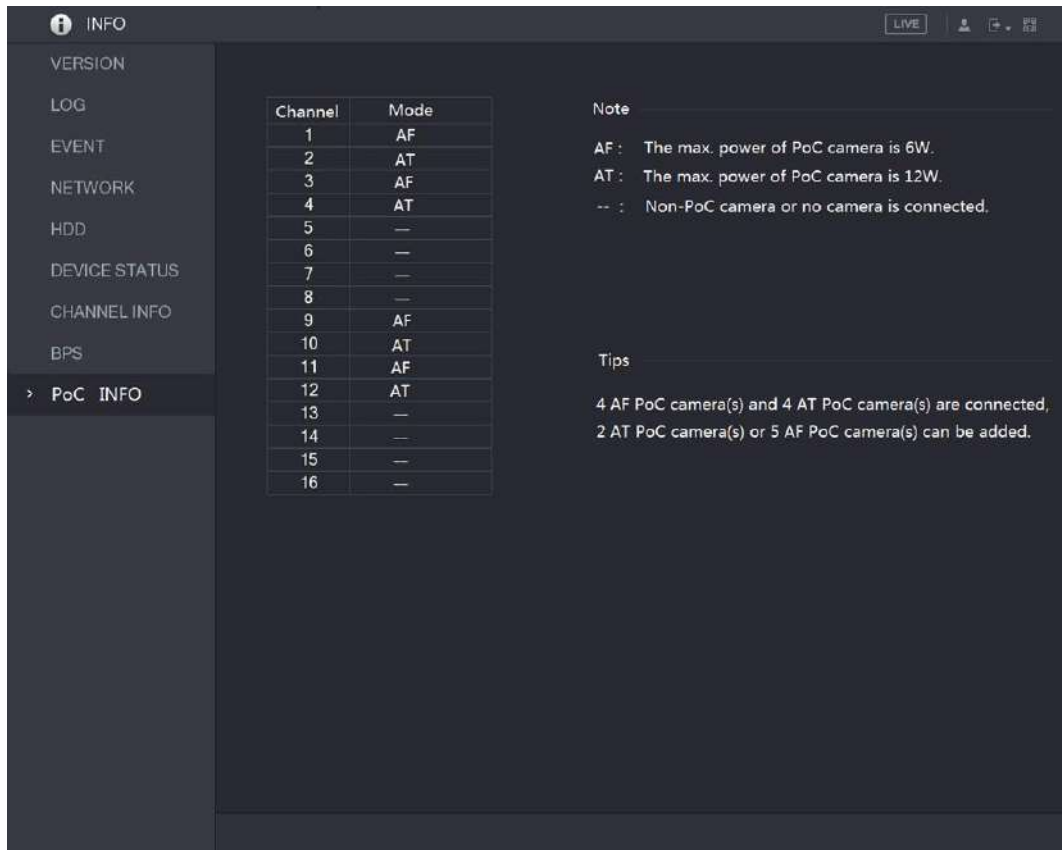 INFO
LIVE
VERSION
LOG
EVENT
NETWORK
HDD
DEVICE STATUS
CHANNEL INFO
BPS
> PoC INFO
Channel Mode
1 AF
2 AT
3 AF
4 AT
5 —
6 —
7 —
8 —
9 AF
10 AT
11 AF
12 AT
13 —
14 —
15 —
16 —
Note
AF : The max. power of PoC camera is 6W.
AT : The max. power of PoC camera is 12W.
-- : Non-PoC camera or no camera is connected.
Tips
4 AF PoC camera(s) and 4 AT PoC camera(s) are connected,
2 AT PoC camera(s) or 5 AF PoC camera(s) can be added.